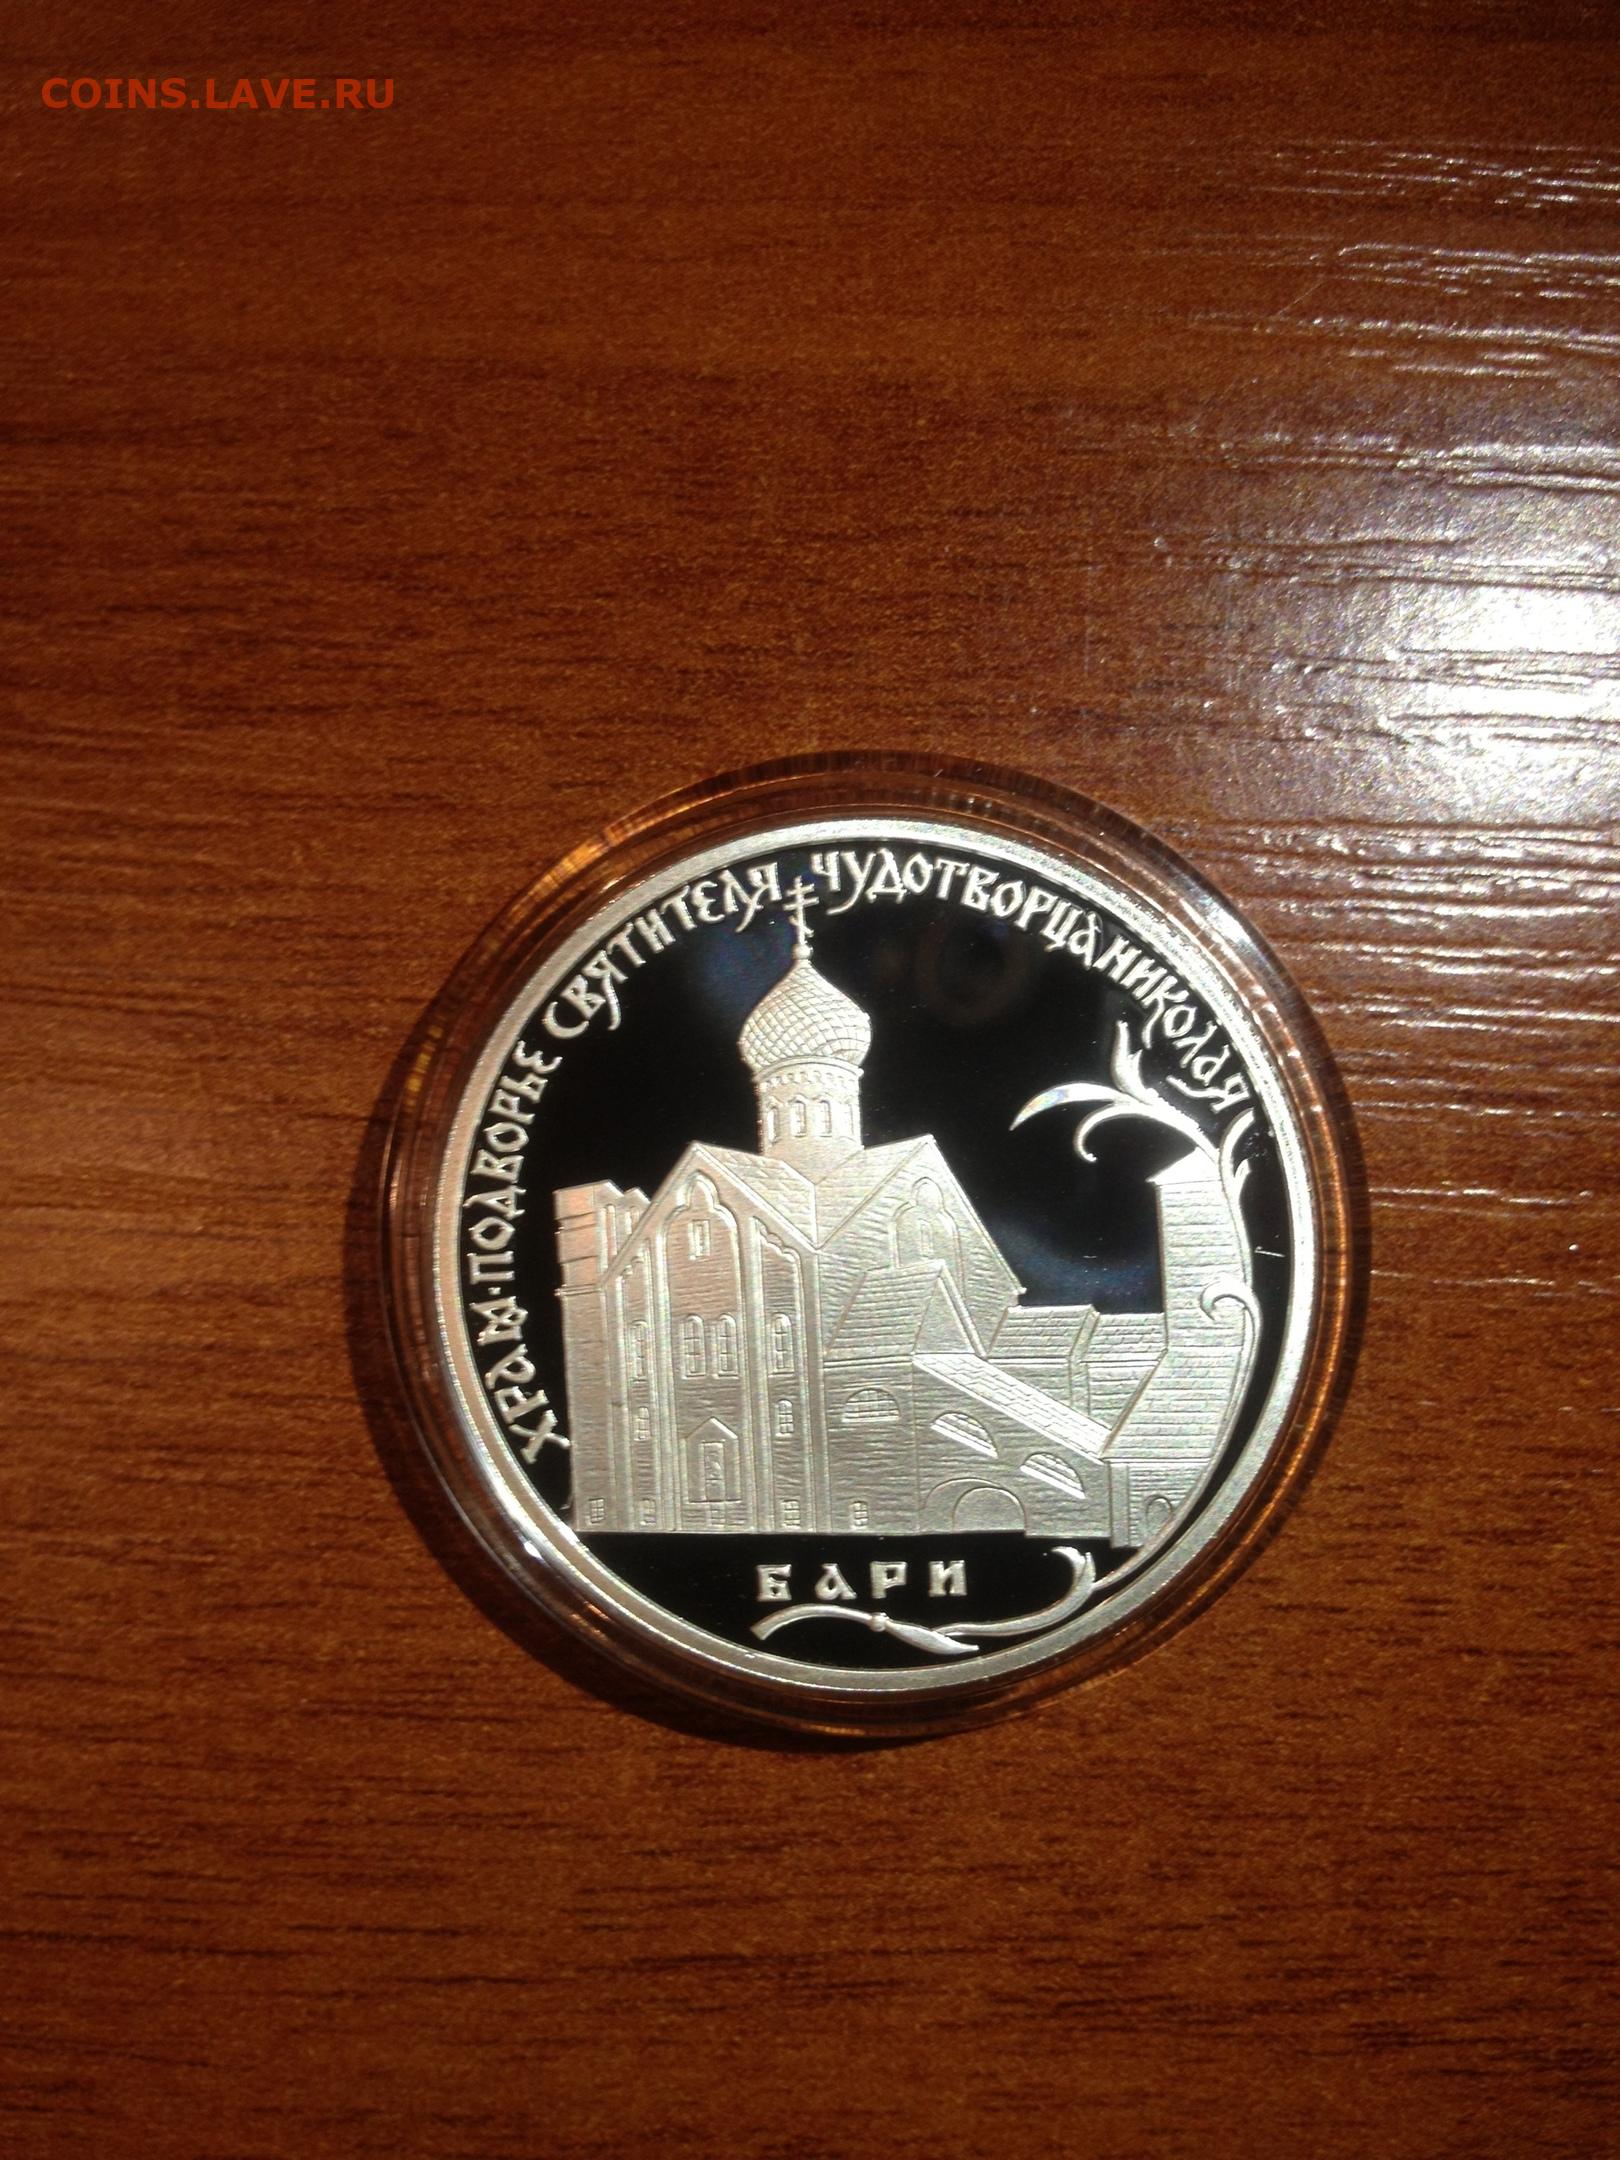 COINS.LAVE.RU
ХРАМ-ПОДВОРЬЕ СВЯТИТЕЛЯ ЧУДОТВОРЦА НИКОЛАЯ
БАРИ